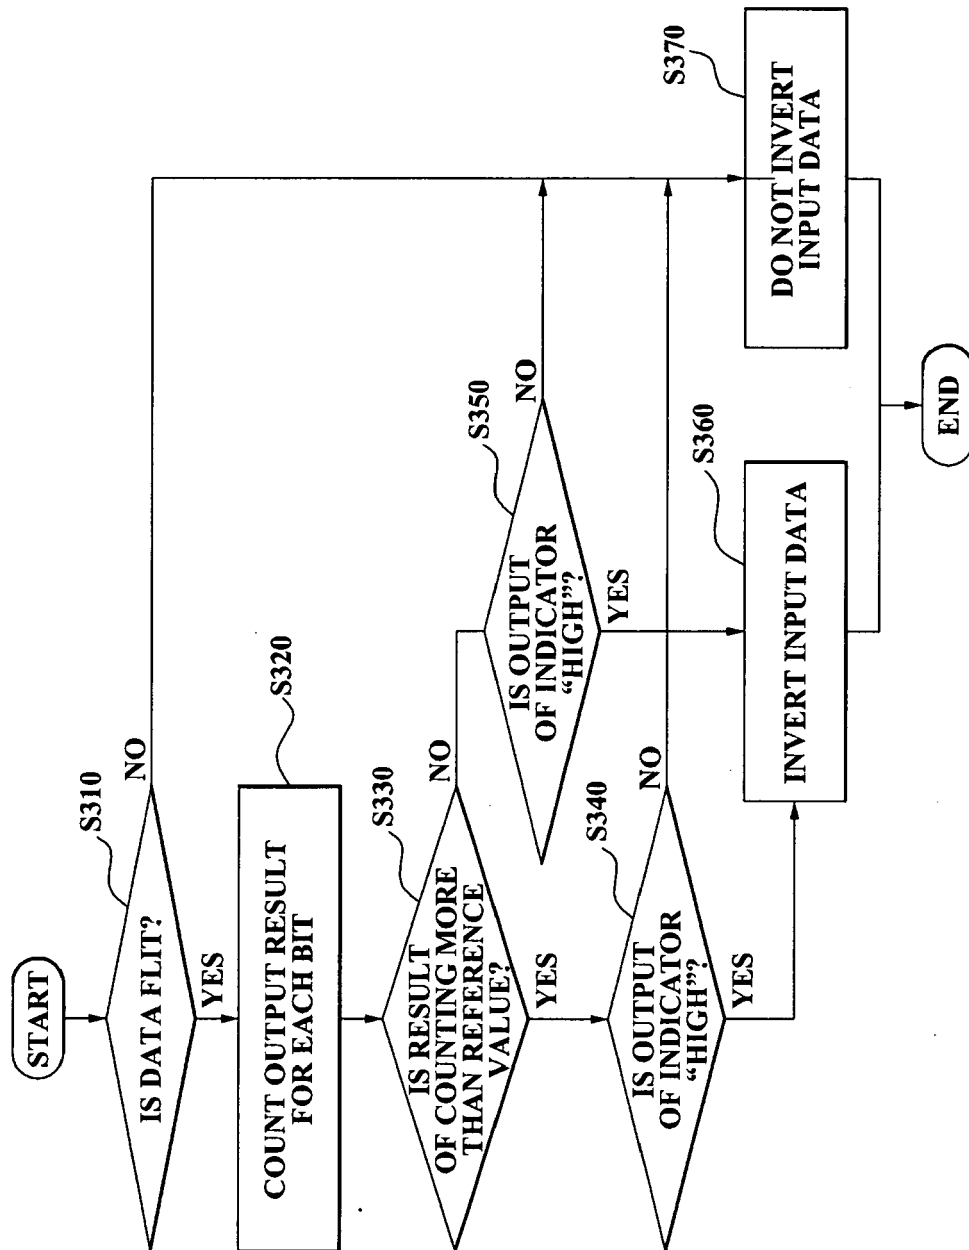 START
S310
IS DATA FLIT?
NO
YES
S320
COUNT OUTPUT RESULT
FOR EACH BIT
S330
IS RESULT
OF COUNTING MORE
THAN REFERENCE
VALUE?
NO
YES
S350
IS OUTPUT
OF INDICATOR
“HIGH”?
NO
YES
S340
IS OUTPUT
OF INDICATOR
“HIGH”?
NO
YES
S360
INVERT INPUT DATA
S370
DO NOT INVERT
INPUT DATA
END